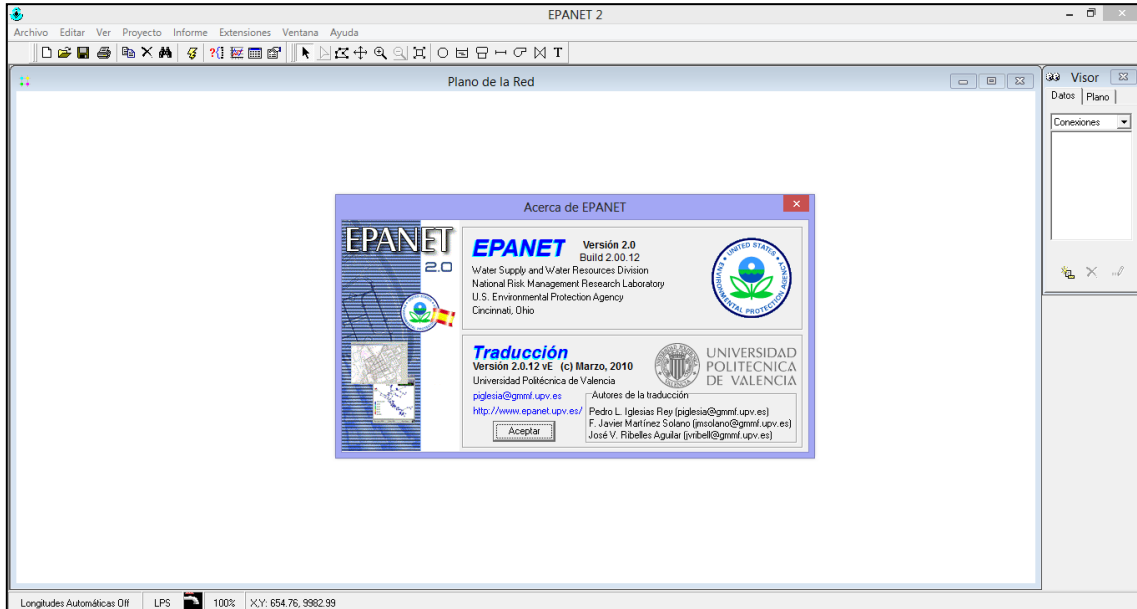 EPANET 2
Archivo Editar Ver Proyecto Informe Extensiones Ventana Ayuda
T
Plano de la Red
Visor
Datos Plano
Conexiones
Acerca de EPANET
EPANET
2.0
EPANET Versión 2.0
Build 2.00.12
Water Supply and Water Resources Division
National Risk Management Research Laboratory
U.S. Environmental Protection Agency
Cincinnati, Ohio
UNITED STATES
ENVIRONMENTAL PROTECTION AGENCY
Traducción
Versión 2.0.12 vE (c) Marzo, 2010
Universidad Politécnica de Valencia
piglesia@gmmf.upv.es
http://www.epanet.upv.es/
Aceptar
UNIVERSIDAD
POLITECNICA
DE VALENCIA
Autores de la traducción
Pedro L. Iglesias Rey (piglesia@gmmf.upv.es)
F. Javier Martínez Solano (jmsolano@gmmf.upv.es)
José V. Ribelles Aguilar (jvribell@gmmf.upv.es)
Longitudes Automáticas Off LPS 100% X,Y: 654.76, 9982.99